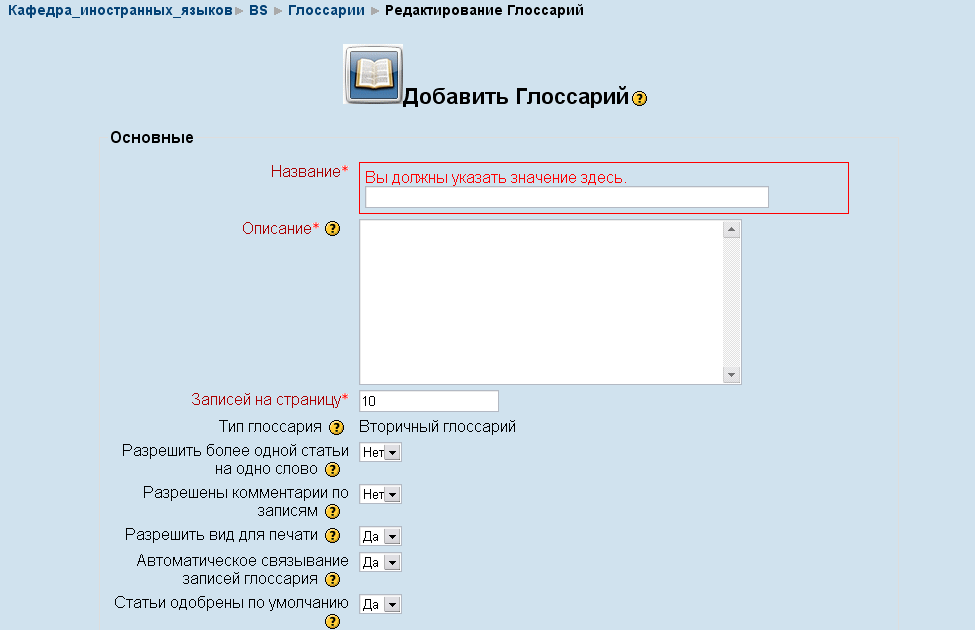 Кафедра_иностранных_языков ► BS ► Глоссарии ► Редактирование Глоссарий
Добавить Глоссарий ?
Основные
Название*
Вы должны указать значение здесь.
Описание* ?
Записей на страницу* 10
Тип глоссария ? Вторичный глоссарий
Разрешить более одной статьи
на одно слово ? Нет
Разрешены комментарии по
записям ? Нет
Разрешить вид для печати ? Да
Автоматическое связывание
записей глоссария ? Да
Статьи одобрены по умолчанию Да
?